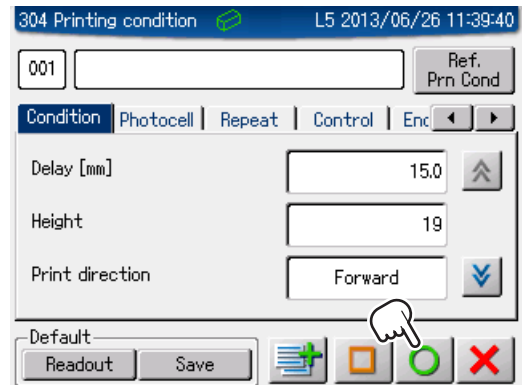 304 Printing condition L5 2013/06/26 11:39:40
001
Ref.
Prn Cond
Condition Photocell Repeat Control Enc
Delay [mm] 15.0
Height 19
Print direction Forward
Default
Readout Save